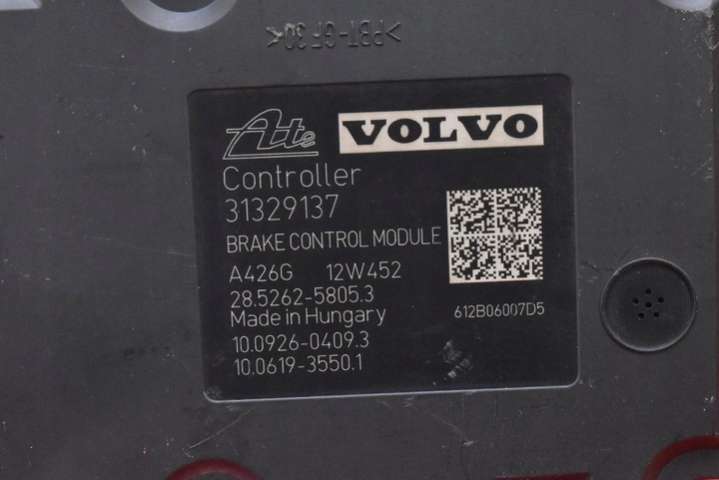 >PBT-GF30<
Ate VOLVO
Controller
31329137
BRAKE CONTROL MODULE
A426G 12W452
28.5262-5805.3
Made in Hungary
612B06007D5
10.0926-0409.3
10.0619-3550.1